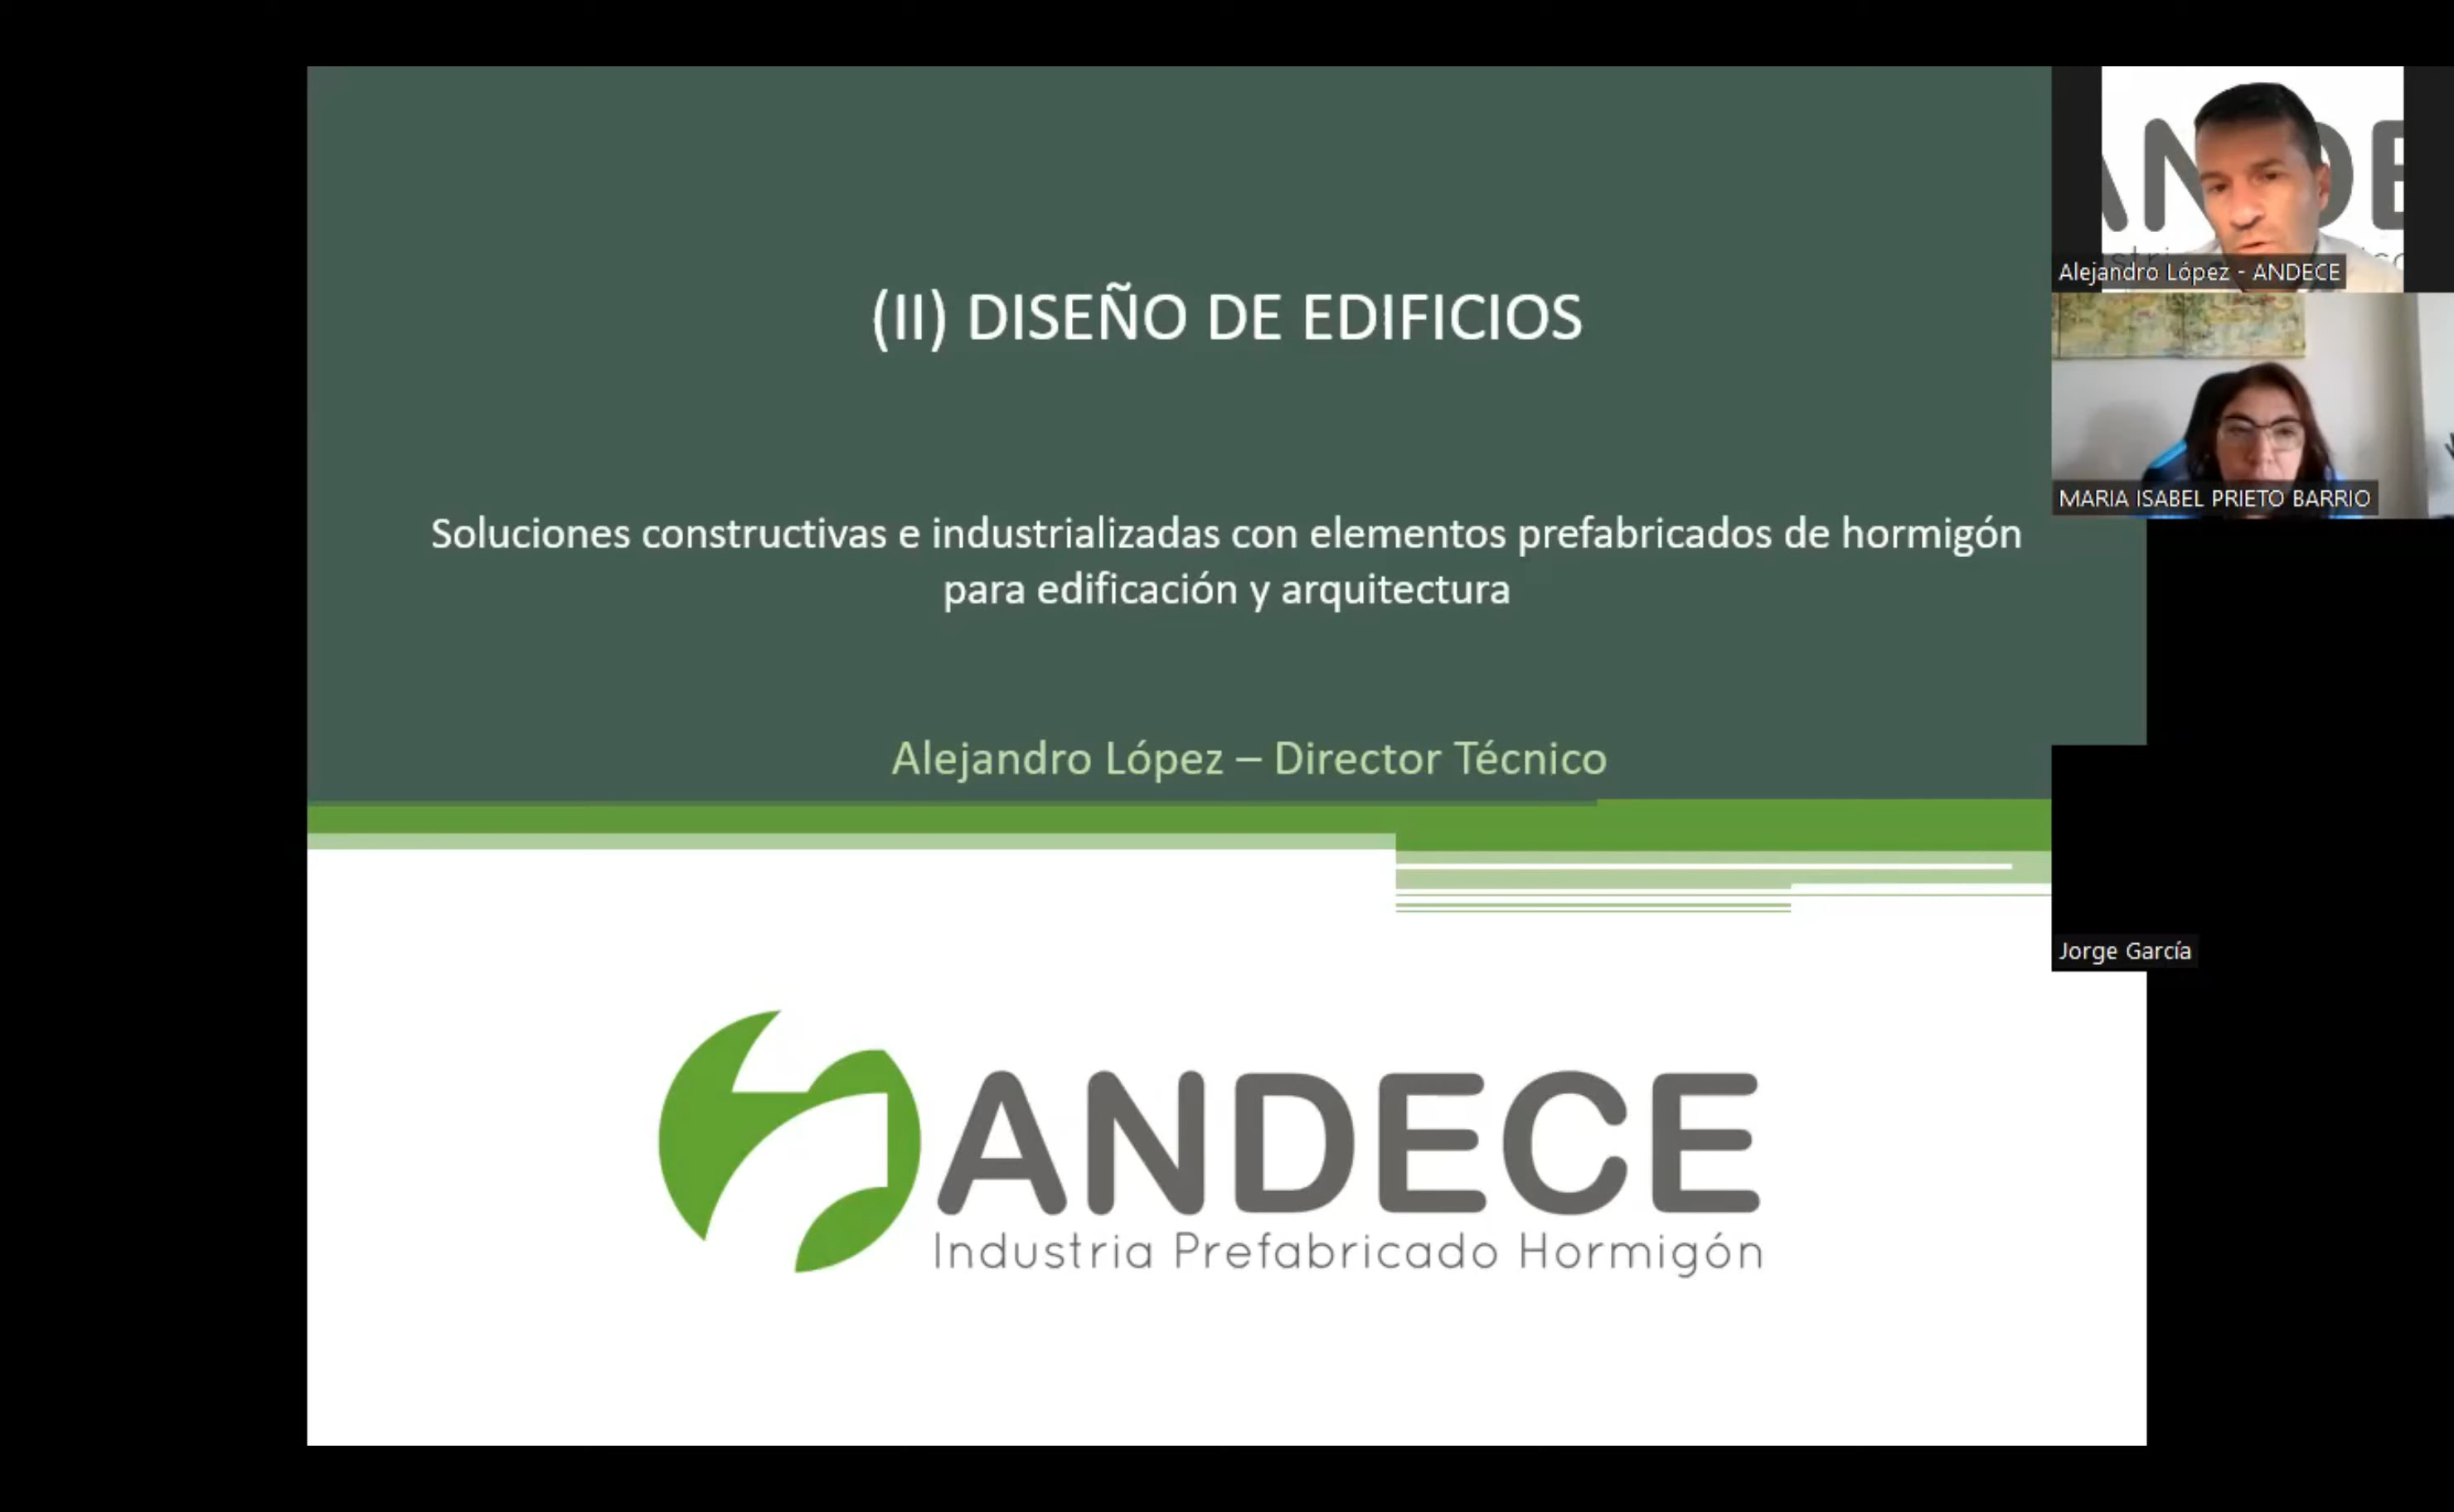 (II) DISEÑO DE EDIFICIOS
Soluciones constructivas e industrializadas con elementos prefabricados de hormigón
para edificación y arquitectura
Alejandro López – Director Técnico
ANDECE
Industria Prefabricado Hormigón
Alejandro López - ANDECE
MARIA ISABEL PRIETO BARRIO
Jorge García